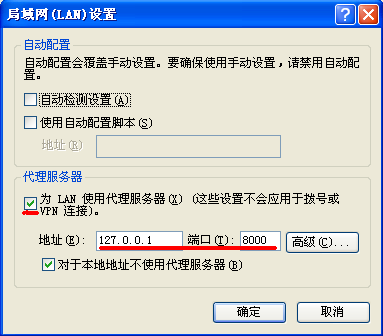 局域网(LAN)设置
自动配置
自动配置会覆盖手动设置。要确保使用手动设置，请禁用自动配
置。
自动检测设置(A)
使用自动配置脚本(S)
地址(R)
代理服务器
为 LAN 使用代理服务器(X) (这些设置不会应用于拨号或
VPN 连接)。
地址(E): 127.0.0.1 端口(T): 8000 高级(C)...
对于本地地址不使用代理服务器(B)
确定 取消